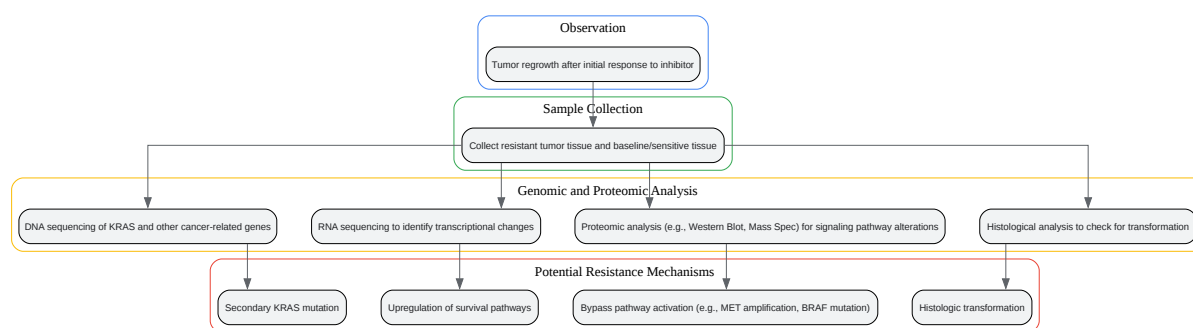 Observation
Tumor regrowth after initial response to inhibitor
Sample Collection
Collect resistant tumor tissue and baseline/sensitive tissue
Genomic and Proteomic Analysis
DNA sequencing of KRAS and other cancer-related genes
RNA sequencing to identify transcriptional changes
Proteomic analysis (e.g., Western Blot, Mass Spec) for signaling pathway alterations
Histological analysis to check for transformation
Potential Resistance Mechanisms
Secondary KRAS mutation
Upregulation of survival pathways
Bypass pathway activation (e.g., MET amplification, BRAF mutation)
Histologic transformation